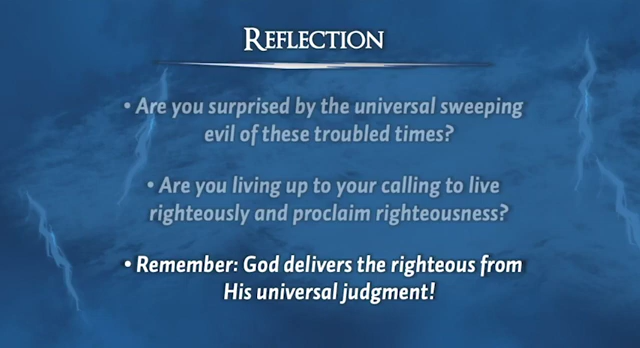 REFLECTION
• Are you surprised by the universal sweeping
evil of these troubled times?
• Are you living up to your calling to live
righteously and proclaim righteousness?
• Remember: God delivers the righteous from
His universal judgment!